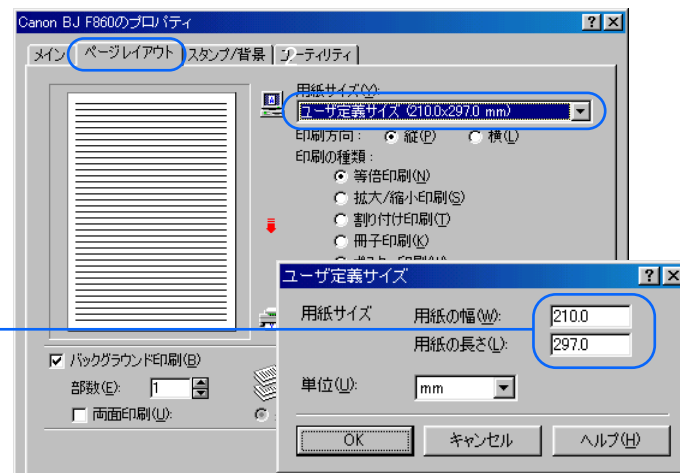 Canon BJ F860のプロパティ
メイン ページレイアウト スタンプ/背景 ユーティリティ
用紙サイズ(Y):
ユーザ定義サイズ (210.0x297.0 mm)
印刷方向: 縦(P) 横(L)
印刷の種類:
等倍印刷(N)
拡大/縮小印刷(S)
割り付け印刷(T)
冊子印刷(K)
バックグラウンド印刷(B)
部数(E): 1
両面印刷(U):
ユーザ定義サイズ
用紙サイズ 用紙の幅(W): 210.0
用紙の長さ(L): 297.0
単位(U): mm
OK キャンセル ヘルプ(H)